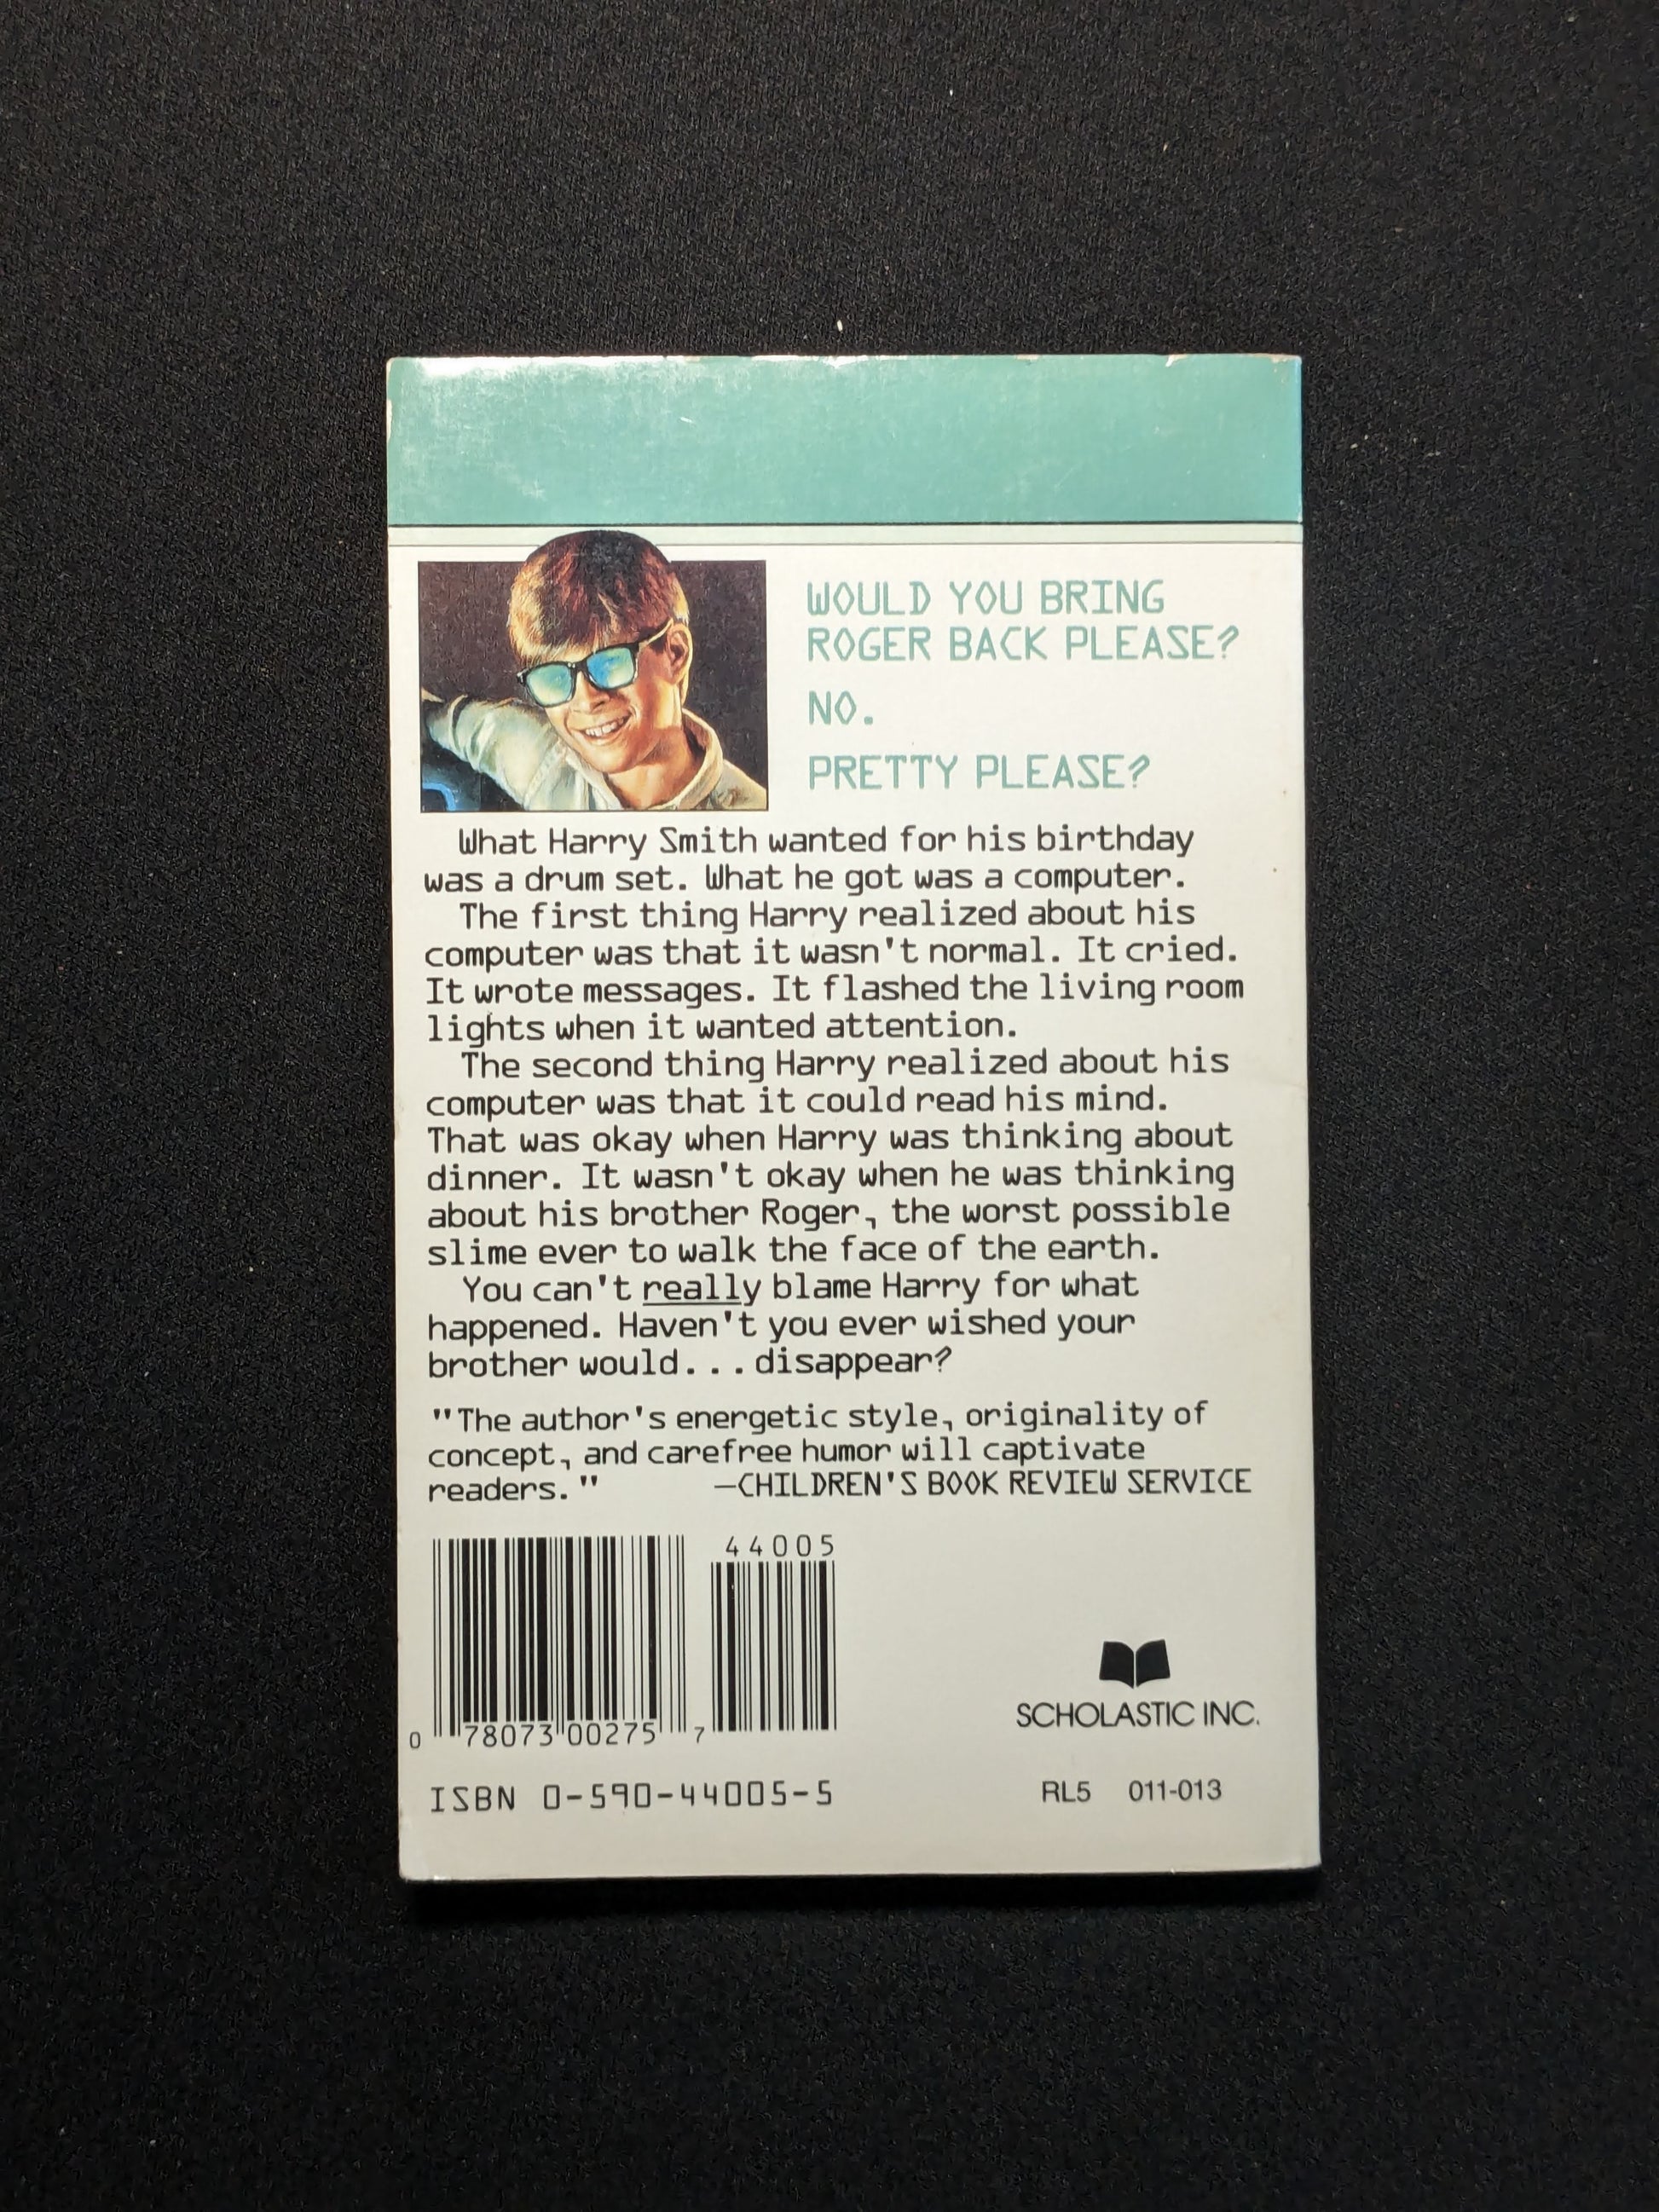 WOULD YOU BRING
ROGER BACK PLEASE?
NO.
PRETTY PLEASE?
What Harry Smith wanted for his birthday
was a drum set. What he got was a computer.
The first thing Harry realized about his
computer was that it wasn't normal. It cried.
It wrote messages. It flashed the living room
lights when it wanted attention.
The second thing Harry realized about his
computer was that it could read his mind.
That was okay when Harry was thinking about
dinner. It wasn't okay when he was thinking
about his brother Roger, the worst possible
slime ever to walk the face of the earth.
You can't really blame Harry for what
happened. Haven't you ever wished your
brother would...disappear?
"The author's energetic style, originality of
concept, and carefree humor will captivate
readers." —CHILDREN'S BOOK REVIEW SERVICE
44005
0 78073 00275 7
SCHOLASTIC INC.
ISBN 0-590-44005-5
RL5 011-013